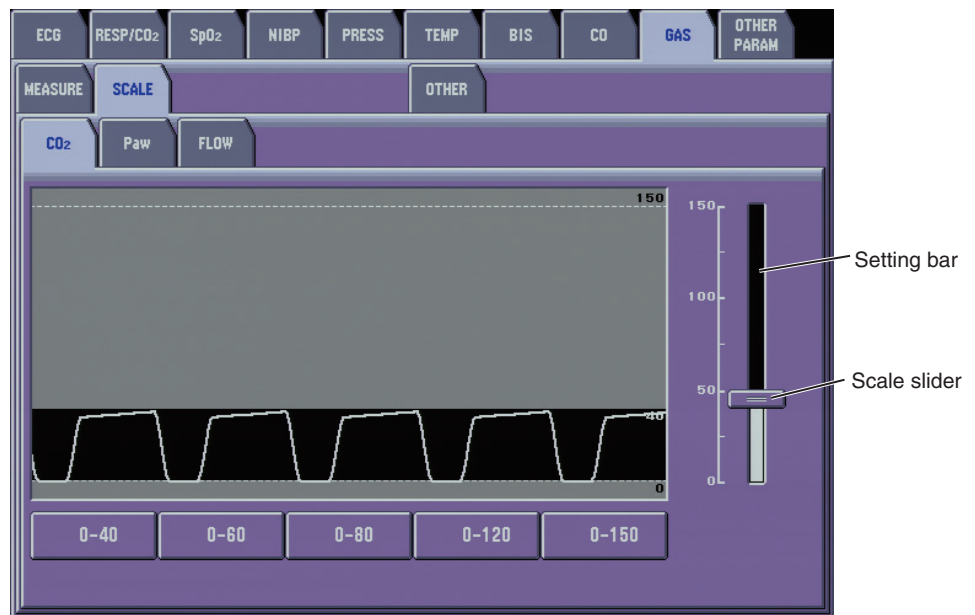 ECG RESP/CO₂ SpO₂ NIBP PRESS TEMP BIS CO GAS OTHER PARAM
MEASURE SCALE OTHER
CO₂ Paw FLOW
150
40
0
150
100
50
0
Setting bar
Scale slider
0-40 0-60 0-80 0-120 0-150